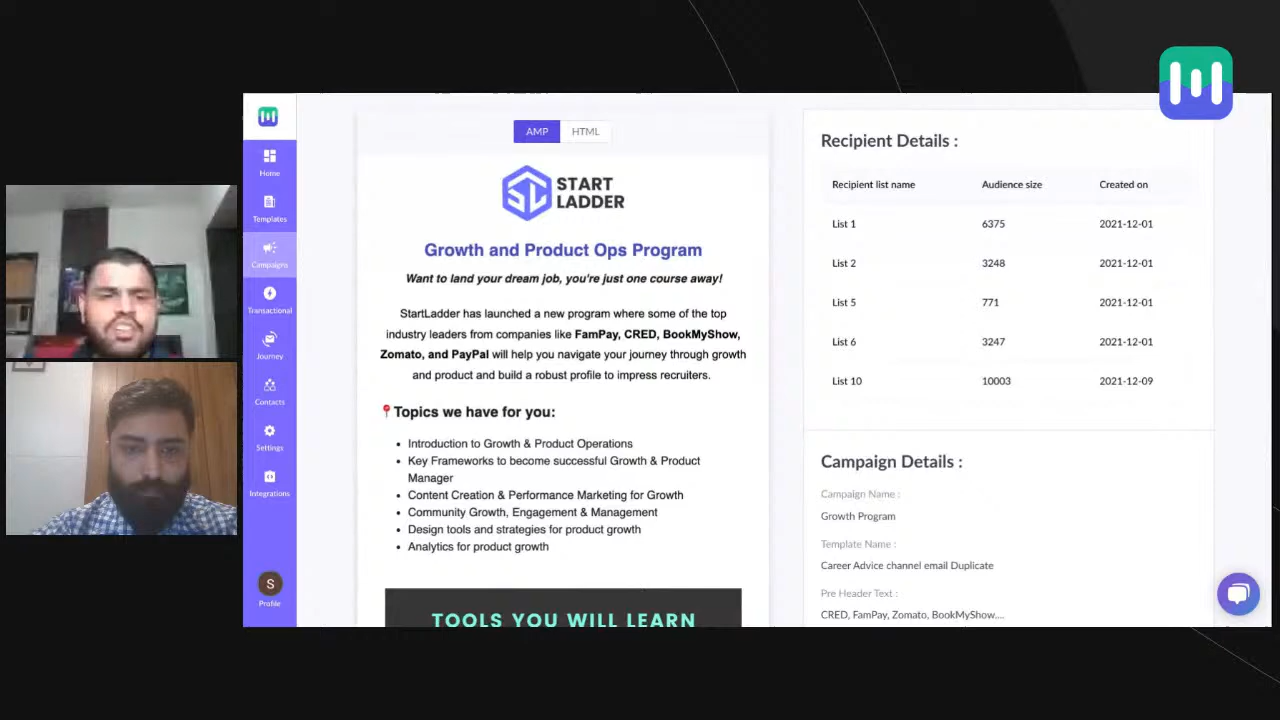 Home
Templates
Campaigns
Transactional
Journey
Contacts
Settings
Integrations
S
Profile
AMP
HTML
START
LADDER
Growth and Product Ops Program
Want to land your dream job, you're just one course away!
StartLadder has launched a new program where some of the top
industry leaders from companies like FamPay, CRED, BookMyShow,
Zomato, and PayPal will help you navigate your journey through growth
and product and build a robust profile to impress recruiters.
Topics we have for you:
• Introduction to Growth & Product Operations
• Key Frameworks to become successful Growth & Product
Manager
• Content Creation & Performance Marketing for Growth
• Community Growth, Engagement & Management
• Design tools and strategies for product growth
• Analytics for product growth
TOOLS YOU WILL LEARN
Recipient Details :
Recipient list name Audience size Created on
List 1 6375 2021-12-01
List 2 3248 2021-12-01
List 5 771 2021-12-01
List 6 3247 2021-12-01
List 10 10003 2021-12-09
Campaign Details :
Campaign Name :
Growth Program
Template Name :
Career Advice channel email Duplicate
Pre Header Text :
CRED, FamPay, Zomato, BookMyShow,...